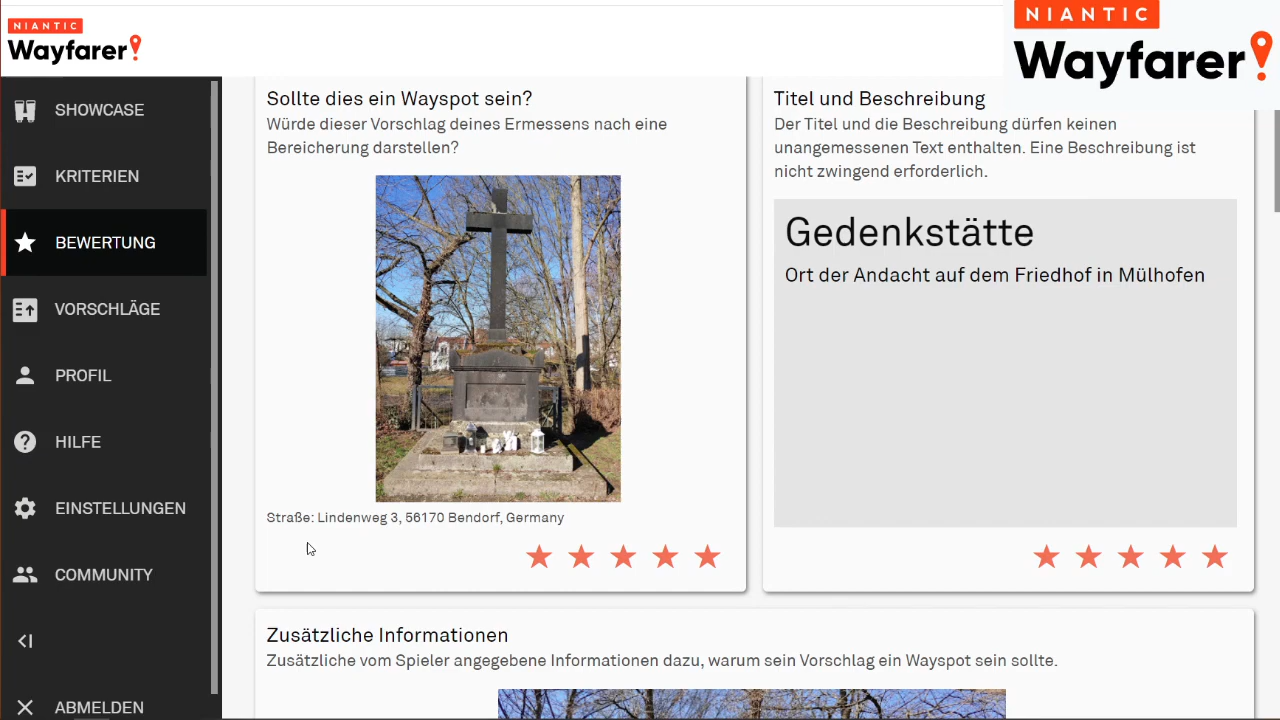 NIANTIC
Wayfarer!
NIANTIC
Wayfarer!
SHOWCASE
KRITERIEN
BEWERTUNG
VORSCHLÄGE
PROFIL
HILFE
EINSTELLUNGEN
COMMUNITY
ABMELDEN
Sollte dies ein Wayspot sein?
Würde dieser Vorschlag deines Ermessens nach eine
Bereicherung darstellen?
Straße: Lindenweg 3, 56170 Bendorf, Germany
Titel und Beschreibung
Der Titel und die Beschreibung dürfen keinen
unangemessenen Text enthalten. Eine Beschreibung ist
nicht zwingend erforderlich.
Gedenkstätte
Ort der Andacht auf dem Friedhof in Mülhofen
Zusätzliche Informationen
Zusätzliche vom Spieler angegebene Informationen dazu, warum sein Vorschlag ein Wayspot sein sollte.